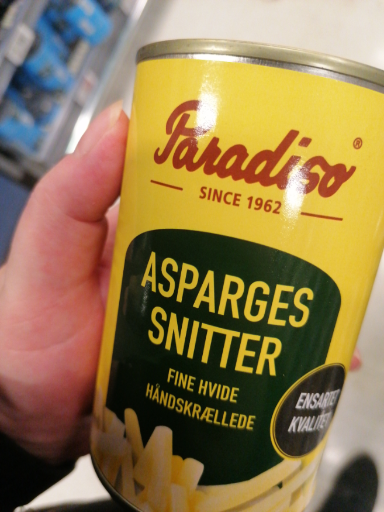 Paradiso®
SINCE 1962
ASPARGES
SNITTER
FINE HVIDE
HÅNDSKRÆLLEDE
ENSARTET
KVALITET